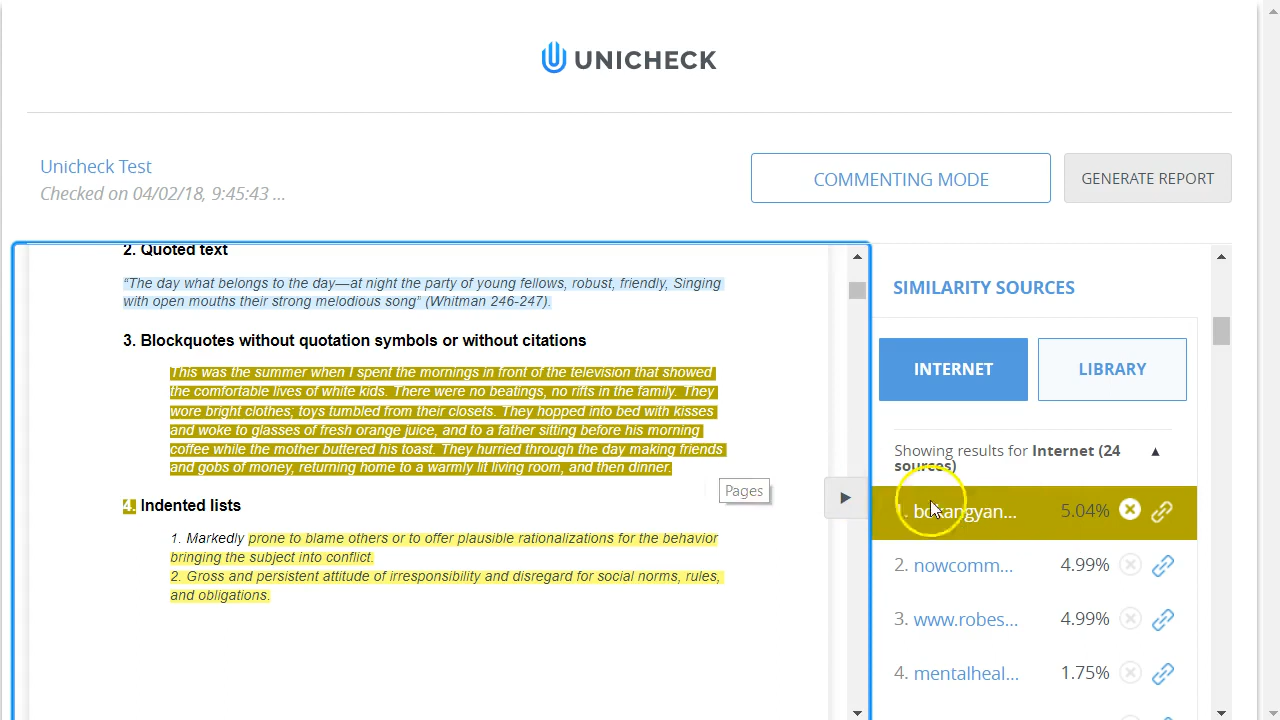 UNICHECK
Unicheck Test
Checked on 04/02/18, 9:45:43 ...
COMMENTING MODE
GENERATE REPORT
2. Quoted text
“The day what belongs to the day—at night the party of young fellows, robust, friendly, Singing
with open mouths their strong melodious song” (Whitman 246-247).
3. Blockquotes without quotation symbols or without citations
This was the summer when I spent the mornings in front of the television that showed
the comfortable lives of white kids. There were no beatings, no rifts in the family. They
wore bright clothes; toys tumbled from their closets. They hopped into bed with kisses
and woke to glasses of fresh orange juice, and to a father sitting before his morning
coffee while the mother buttered his toast. They hurried through the day making friends
and gobs of money, returning home to a warmly lit living room, and then dinner.
Pages
4. Indented lists
1. Markedly prone to blame others or to offer plausible rationalizations for the behavior
bringing the subject into conflict.
2. Gross and persistent attitude of irresponsibility and disregard for social norms, rules,
and obligations.
SIMILARITY SOURCES
INTERNET
LIBRARY
Showing results for Internet (24
sources)
1. bokangyan... 5.04%
2. nowcomm... 4.99%
3. www.robes... 4.99%
4. mentalheal... 1.75%